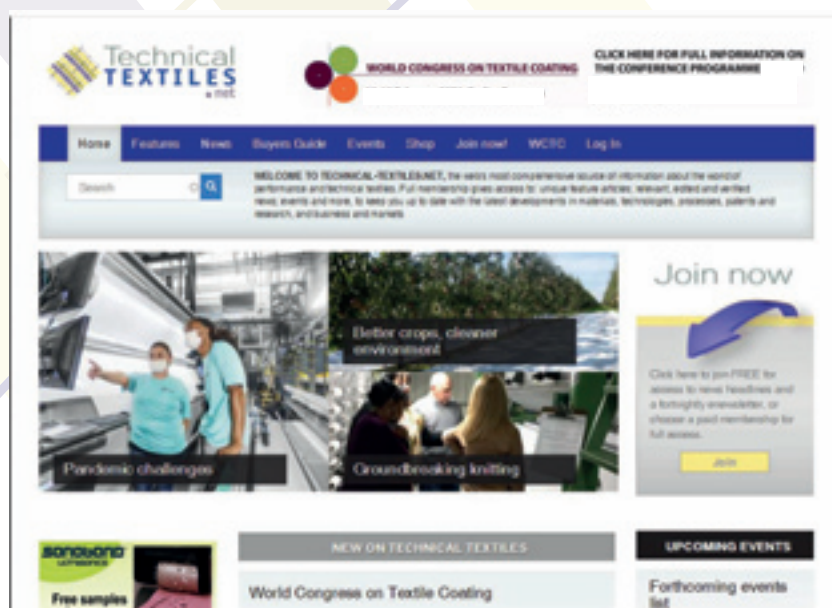 Technical
TEXTILES
.net
WORLD CONGRESS ON TEXTILE COATING
CLICK HERE FOR FULL INFORMATION ON
THE CONFERENCE PROGRAMME
Home Features News Buyers Guide Events Shop Join now! WCTC Log In
Search
WELCOME TO TECHNICAL-TEXTILES.NET, the world's most comprehensive source of information about the world of
performance and technical textiles. Full membership gives access to: unique feature articles; relevant, edited and verified
news; events and more, to keep you up to date with the latest developments in materials, technologies, processes, patents and
research, and business and markets
Better crops, cleaner
environment
Pandemic challenges
Groundbreaking knitting
Join now
Click here to join FREE for
access to news headlines and
a fortnightly enewsletter, or
choose a paid membership for
full access.
Join
sonobond
ULTRASONICS
Free samples
NEW ON TECHNICAL TEXTILES
World Congress on Textile Coating
UPCOMING EVENTS
Forthcoming events
list